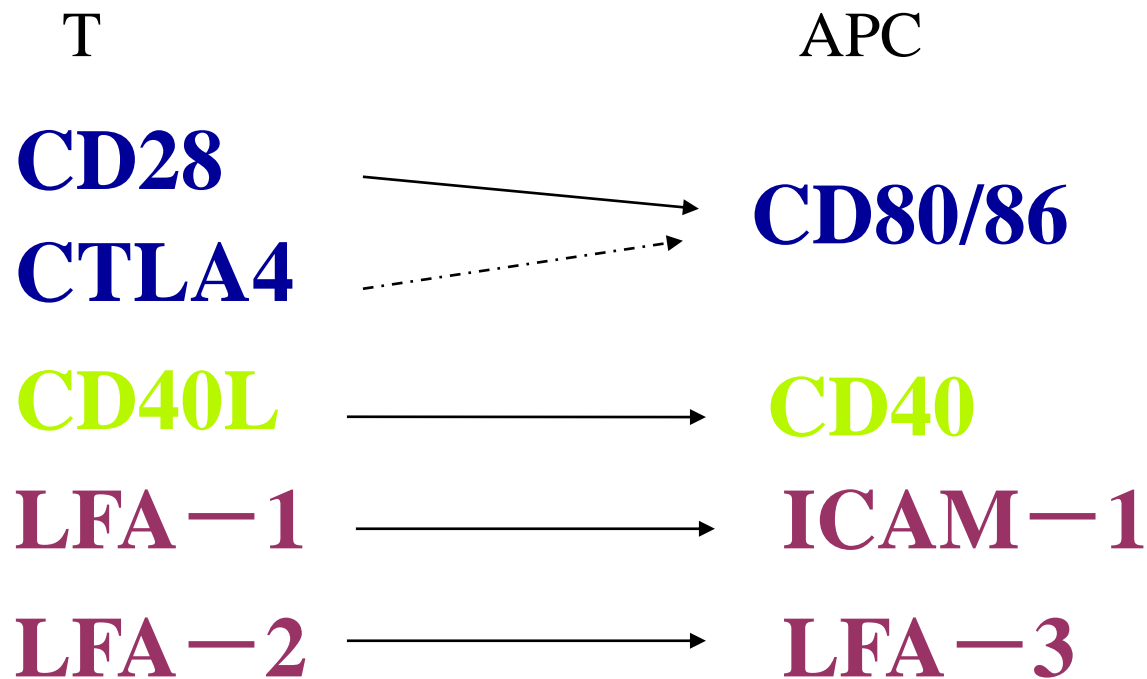 T APC
CD28
CD80/86
CTLA4
CD40L CD40
LFA－1 ICAM－1
LFA－2 LFA－3